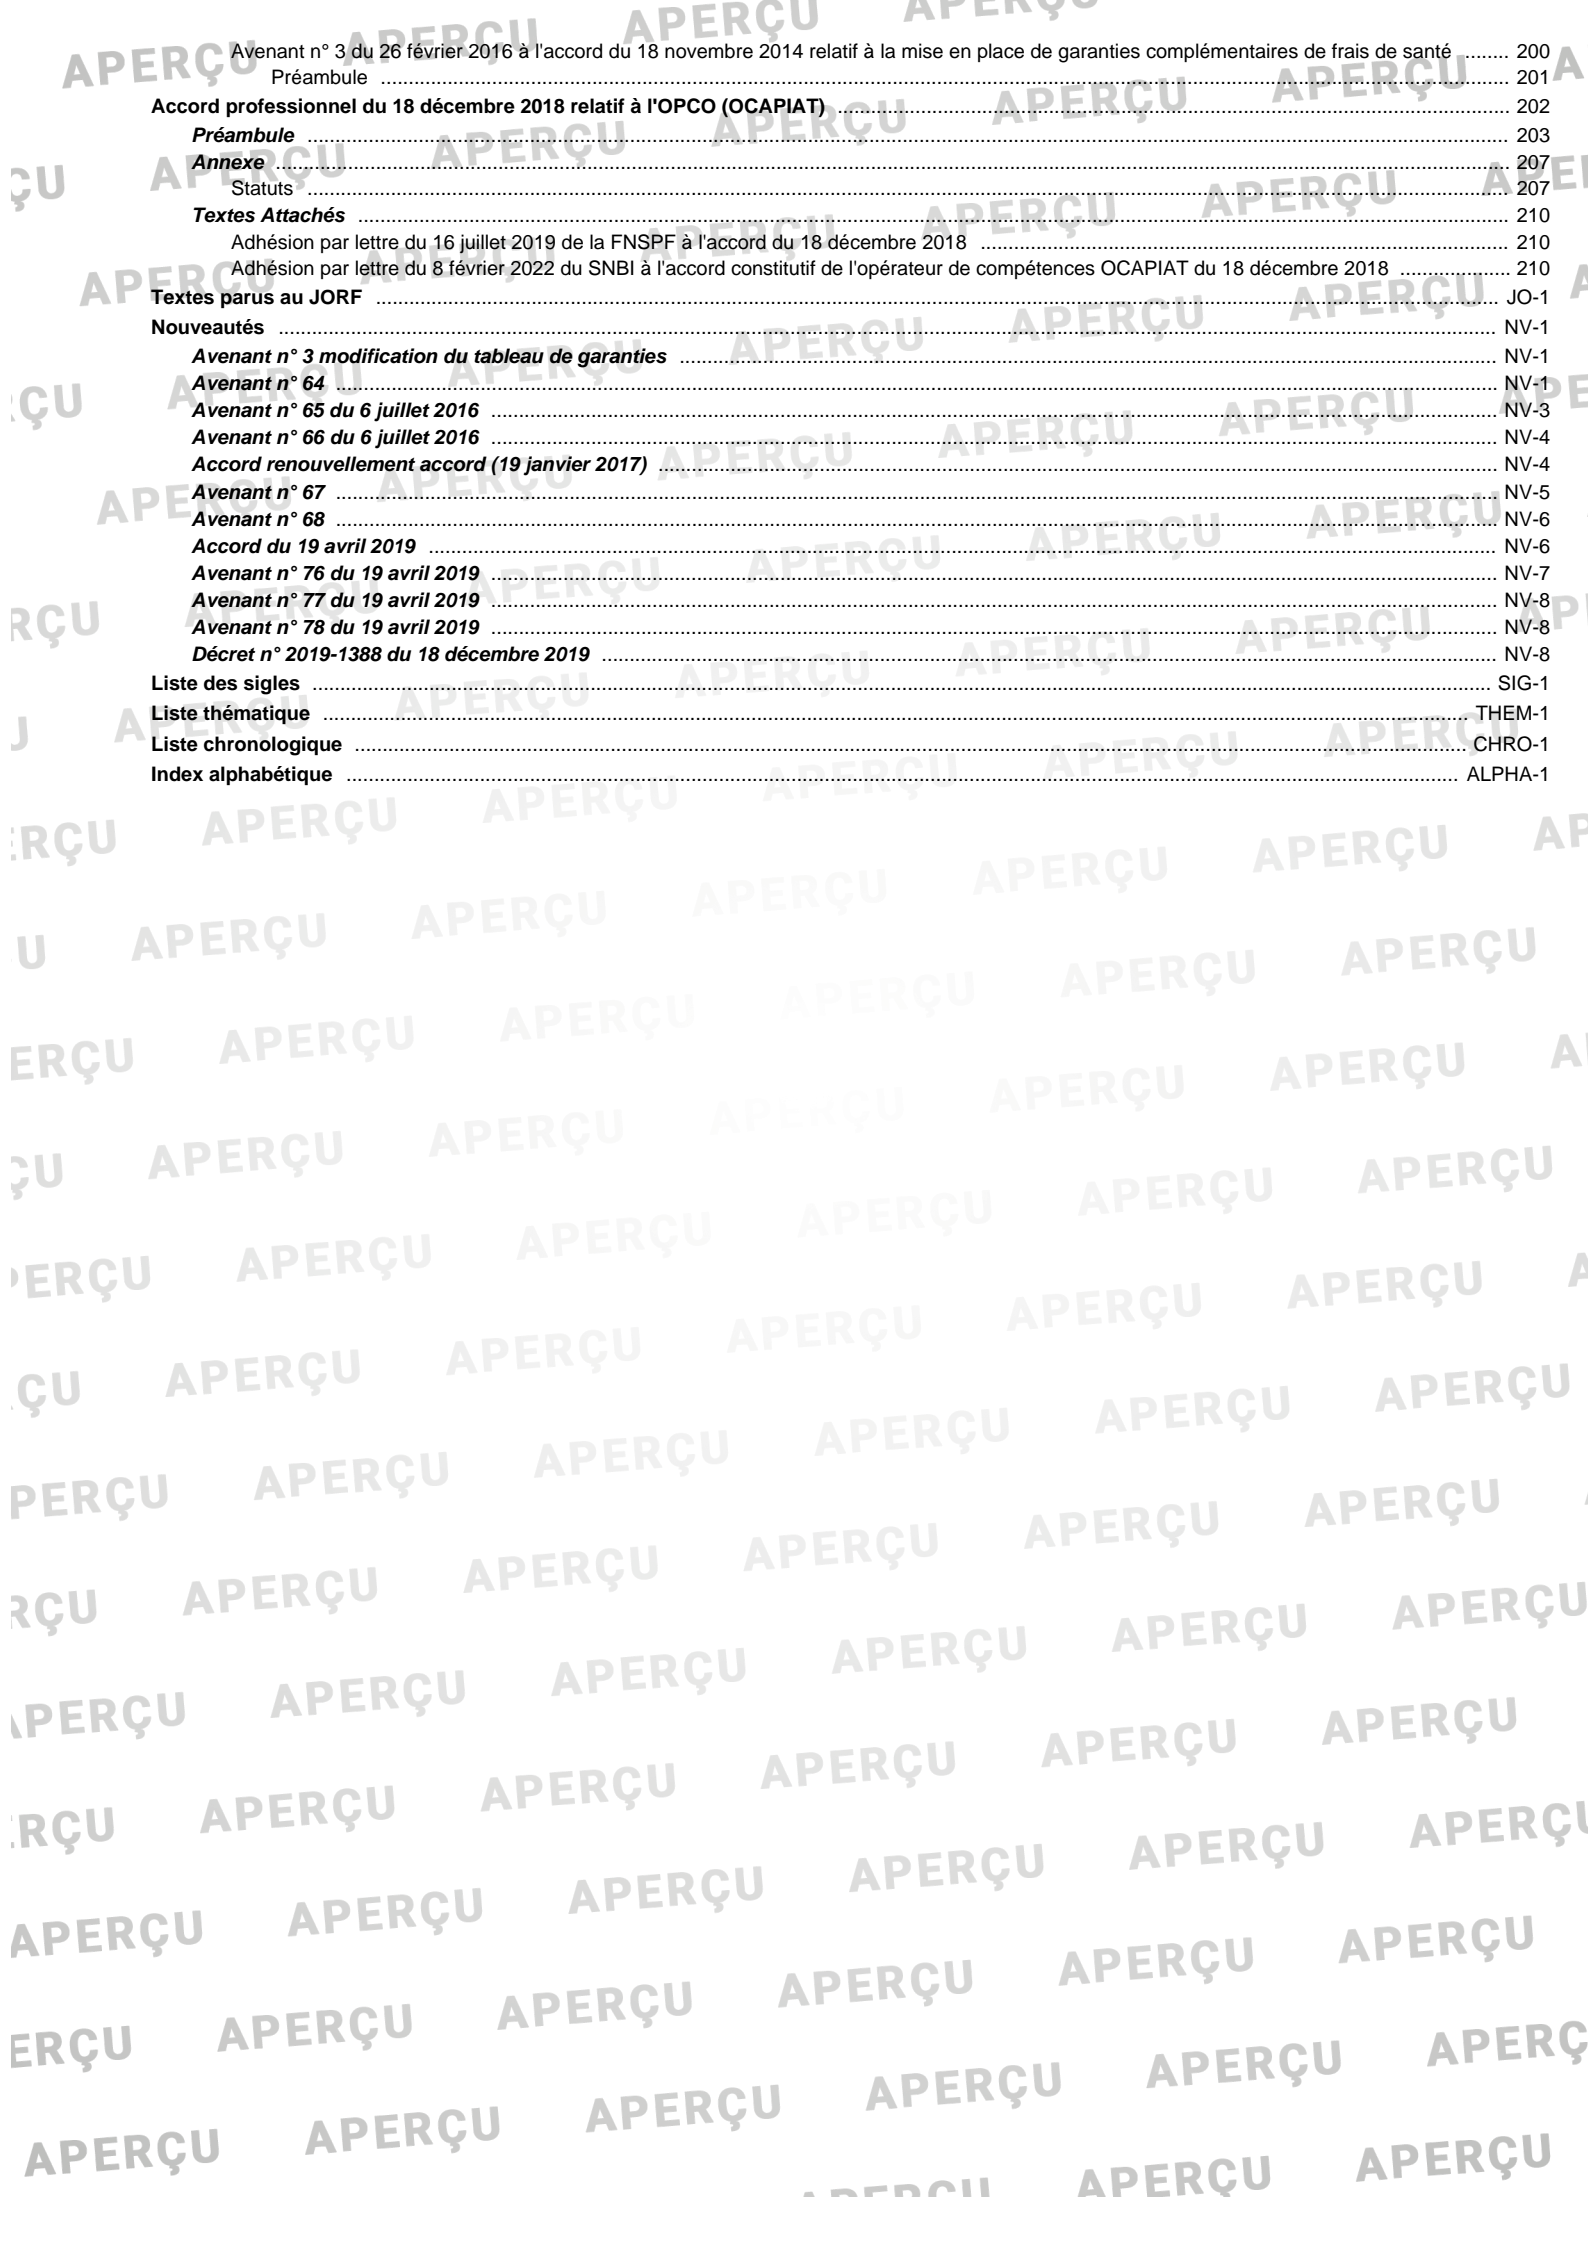 Avenant n° 3 du 26 février 2016 à l'accord du 18 novembre 2014 relatif à la mise en place de garanties complémentaires de frais de santé ........ 200
Préambule ........ 201
Accord professionnel du 18 décembre 2018 relatif à l'OPCO (OCAPIAT) ........ 202
Préambule ........ 203
Annexe ........ 207
Statuts ........ 207
Textes Attachés ........ 210
Adhésion par lettre du 16 juillet 2019 de la FNSPF à l'accord du 18 décembre 2018 ........ 210
Adhésion par lettre du 8 février 2022 du SNBI à l'accord constitutif de l'opérateur de compétences OCAPIAT du 18 décembre 2018 ........ 210
Textes parus au JORF ........ JO-1
Nouveautés ........ NV-1
Avenant n° 3 modification du tableau de garanties ........ NV-1
Avenant n° 64 ........ NV-1
Avenant n° 65 du 6 juillet 2016 ........ NV-3
Avenant n° 66 du 6 juillet 2016 ........ NV-4
Accord renouvellement accord (19 janvier 2017) ........ NV-4
Avenant n° 67 ........ NV-5
Avenant n° 68 ........ NV-6
Accord du 19 avril 2019 ........ NV-6
Avenant n° 76 du 19 avril 2019 ........ NV-7
Avenant n° 77 du 19 avril 2019 ........ NV-8
Avenant n° 78 du 19 avril 2019 ........ NV-8
Décret n° 2019-1388 du 18 décembre 2019 ........ NV-8
Liste des sigles ........ SIG-1
Liste thématique ........ THEM-1
Liste chronologique ........ CHRO-1
Index alphabétique ........ ALPHA-1
APERÇU